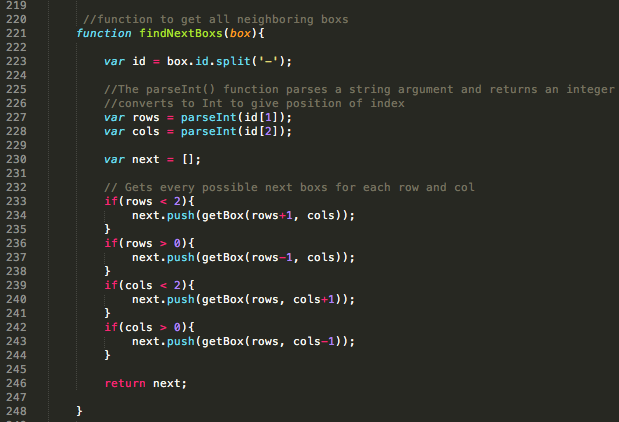 219
220 //function to get all neighboring boxs
221 function findNextBoxs(box){
222
223 var id = box.id.split('-');
224
225 //The parseInt() function parses a string argument and returns an integer
226 //converts to Int to give position of index
227 var rows = parseInt(id[1]);
228 var cols = parseInt(id[2]);
229
230 var next = [];
231
232 // Gets every possible next boxs for each row and col
233 if(rows < 2){
234 next.push(getBox(rows+1, cols));
235 }
236 if(rows > 0){
237 next.push(getBox(rows-1, cols));
238 }
239 if(cols < 2){
240 next.push(getBox(rows, cols+1));
241 }
242 if(cols > 0){
243 next.push(getBox(rows, cols-1));
244 }
245
246 return next;
247
248 }